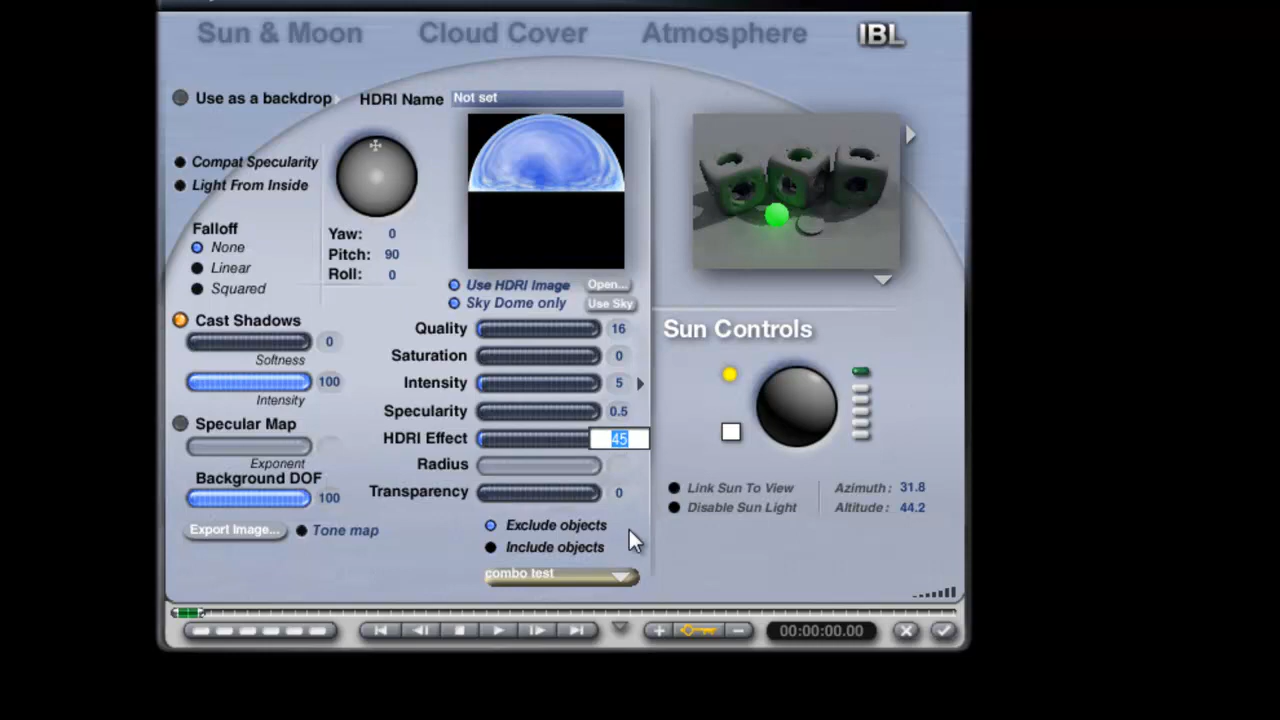 Sun & Moon Cloud Cover Atmosphere IBL
Use as a backdrop HDRI Name Not set
Compat Specularity
Light From Inside
Falloff
None
Linear
Squared
Yaw: 0
Pitch: 90
Roll: 0
Use HDRI Image Open...
Sky Dome only Use Sky
Cast Shadows
0
Softness
100
Intensity
Specular Map
Exponent
Background DOF
100
Export Image... Tone map
Quality 16
Saturation 0
Intensity 5
Specularity 0.5
HDRI Effect 45
Radius
Transparency 0
Exclude objects
Include objects
combo test
Sun Controls
Link Sun To View Azimuth: 31.8
Disable Sun Light Altitude: 44.2
00:00:00.00